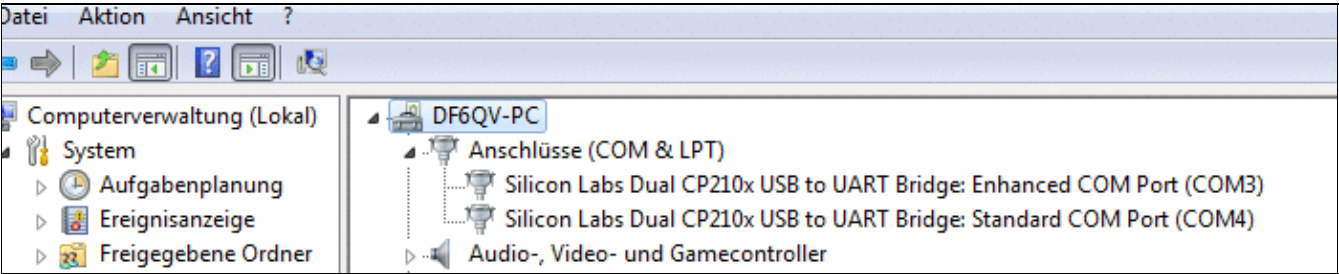 Datei Aktion Ansicht ?
Computerverwaltung (Lokal)
System
Aufgabenplanung
Ereignisanzeige
Freigegebene Ordner
DF6QV-PC
Anschlüsse (COM & LPT)
Silicon Labs Dual CP210x USB to UART Bridge: Enhanced COM Port (COM3)
Silicon Labs Dual CP210x USB to UART Bridge: Standard COM Port (COM4)
Audio-, Video- und Gamecontroller